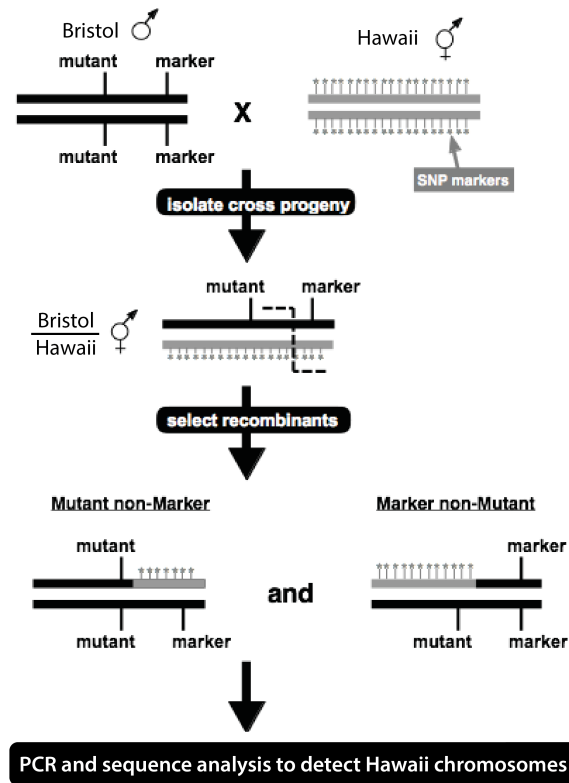 Bristol ♂
Hawaii ⚥
mutant marker
X
mutant marker
SNP markers
isolate cross progeny
mutant marker
Bristol
Hawaii
select recombinants
Mutant non-Marker
Marker non-Mutant
mutant
marker
and
mutant marker
mutant marker
PCR and sequence analysis to detect Hawaii chromosomes